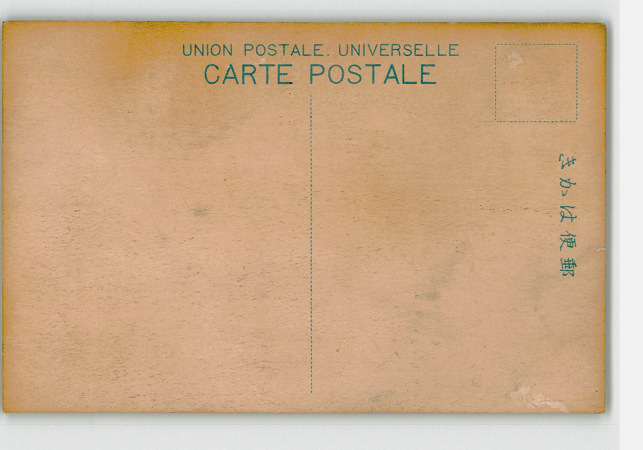 UNION POSTALE. UNIVERSELLE
CARTE POSTALE
郵便はかき